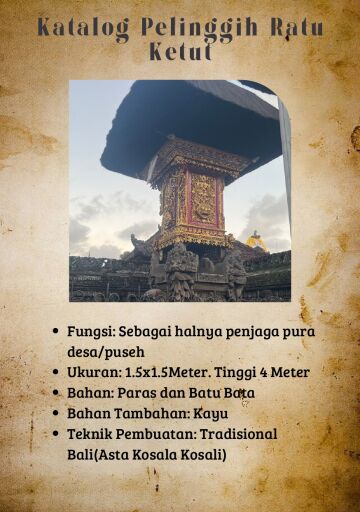 Katalog Pelinggih Ratu
Ketut
Fungsi: Sebagai halnya penjaga pura
desa/puseh
Ukuran: 1.5x1.5Meter. Tinggi 4 Meter
Bahan: Paras dan Batu Bata
Bahan Tambahan: Kayu
Teknik Pembuatan: Tradisional
Bali(Asta Kosala Kosali)